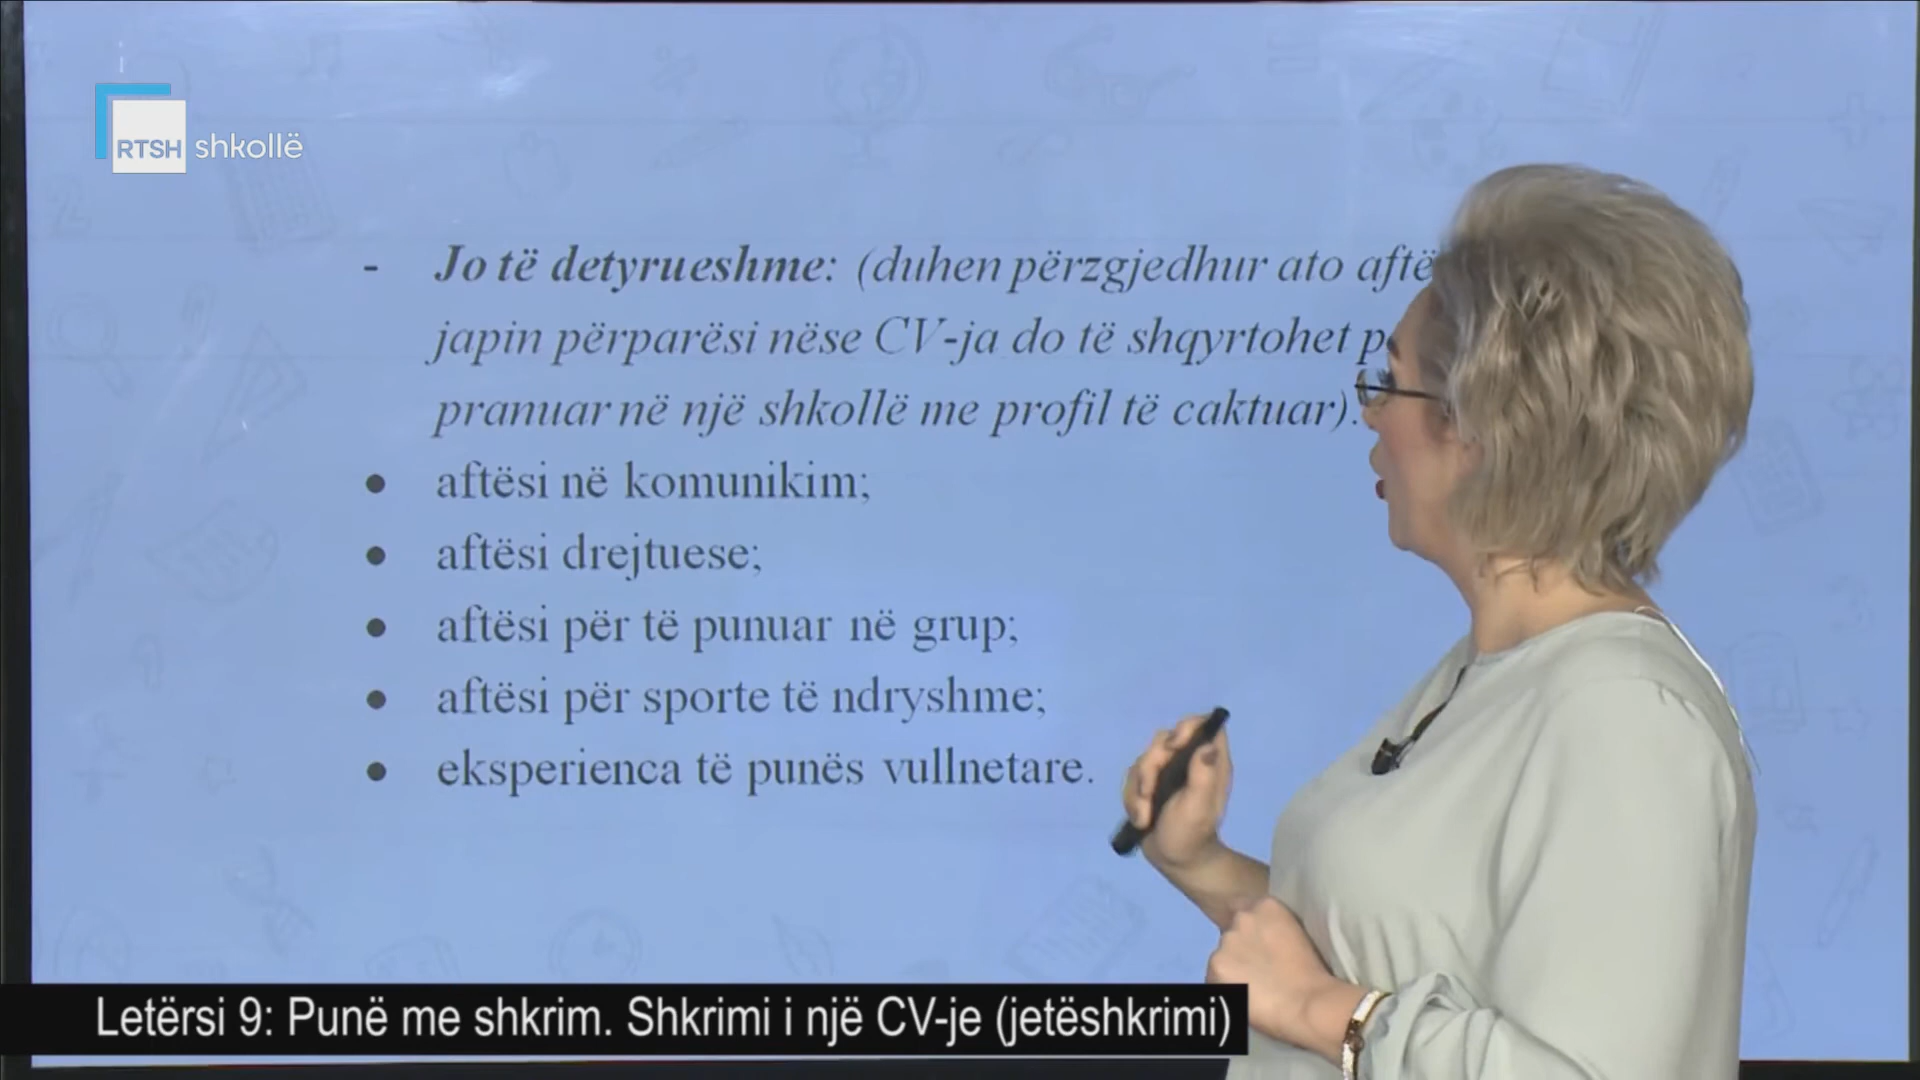 RTSH shkollë
- Jo të detyrueshme: (duhen përzgjedhur ato
japin përparësi nëse CV-ja do të shqyrtohet
pranuar në një shkollë me profil të caktuar).
● aftësi në komunikim;
● aftësi drejtuese;
● aftësi për të punuar në grup;
● aftësi për sporte të ndryshme;
● eksperienca të punës vullnetare.
Letërsi 9: Punë me shkrim. Shkrimi i një CV-je (jetëshkrimi)